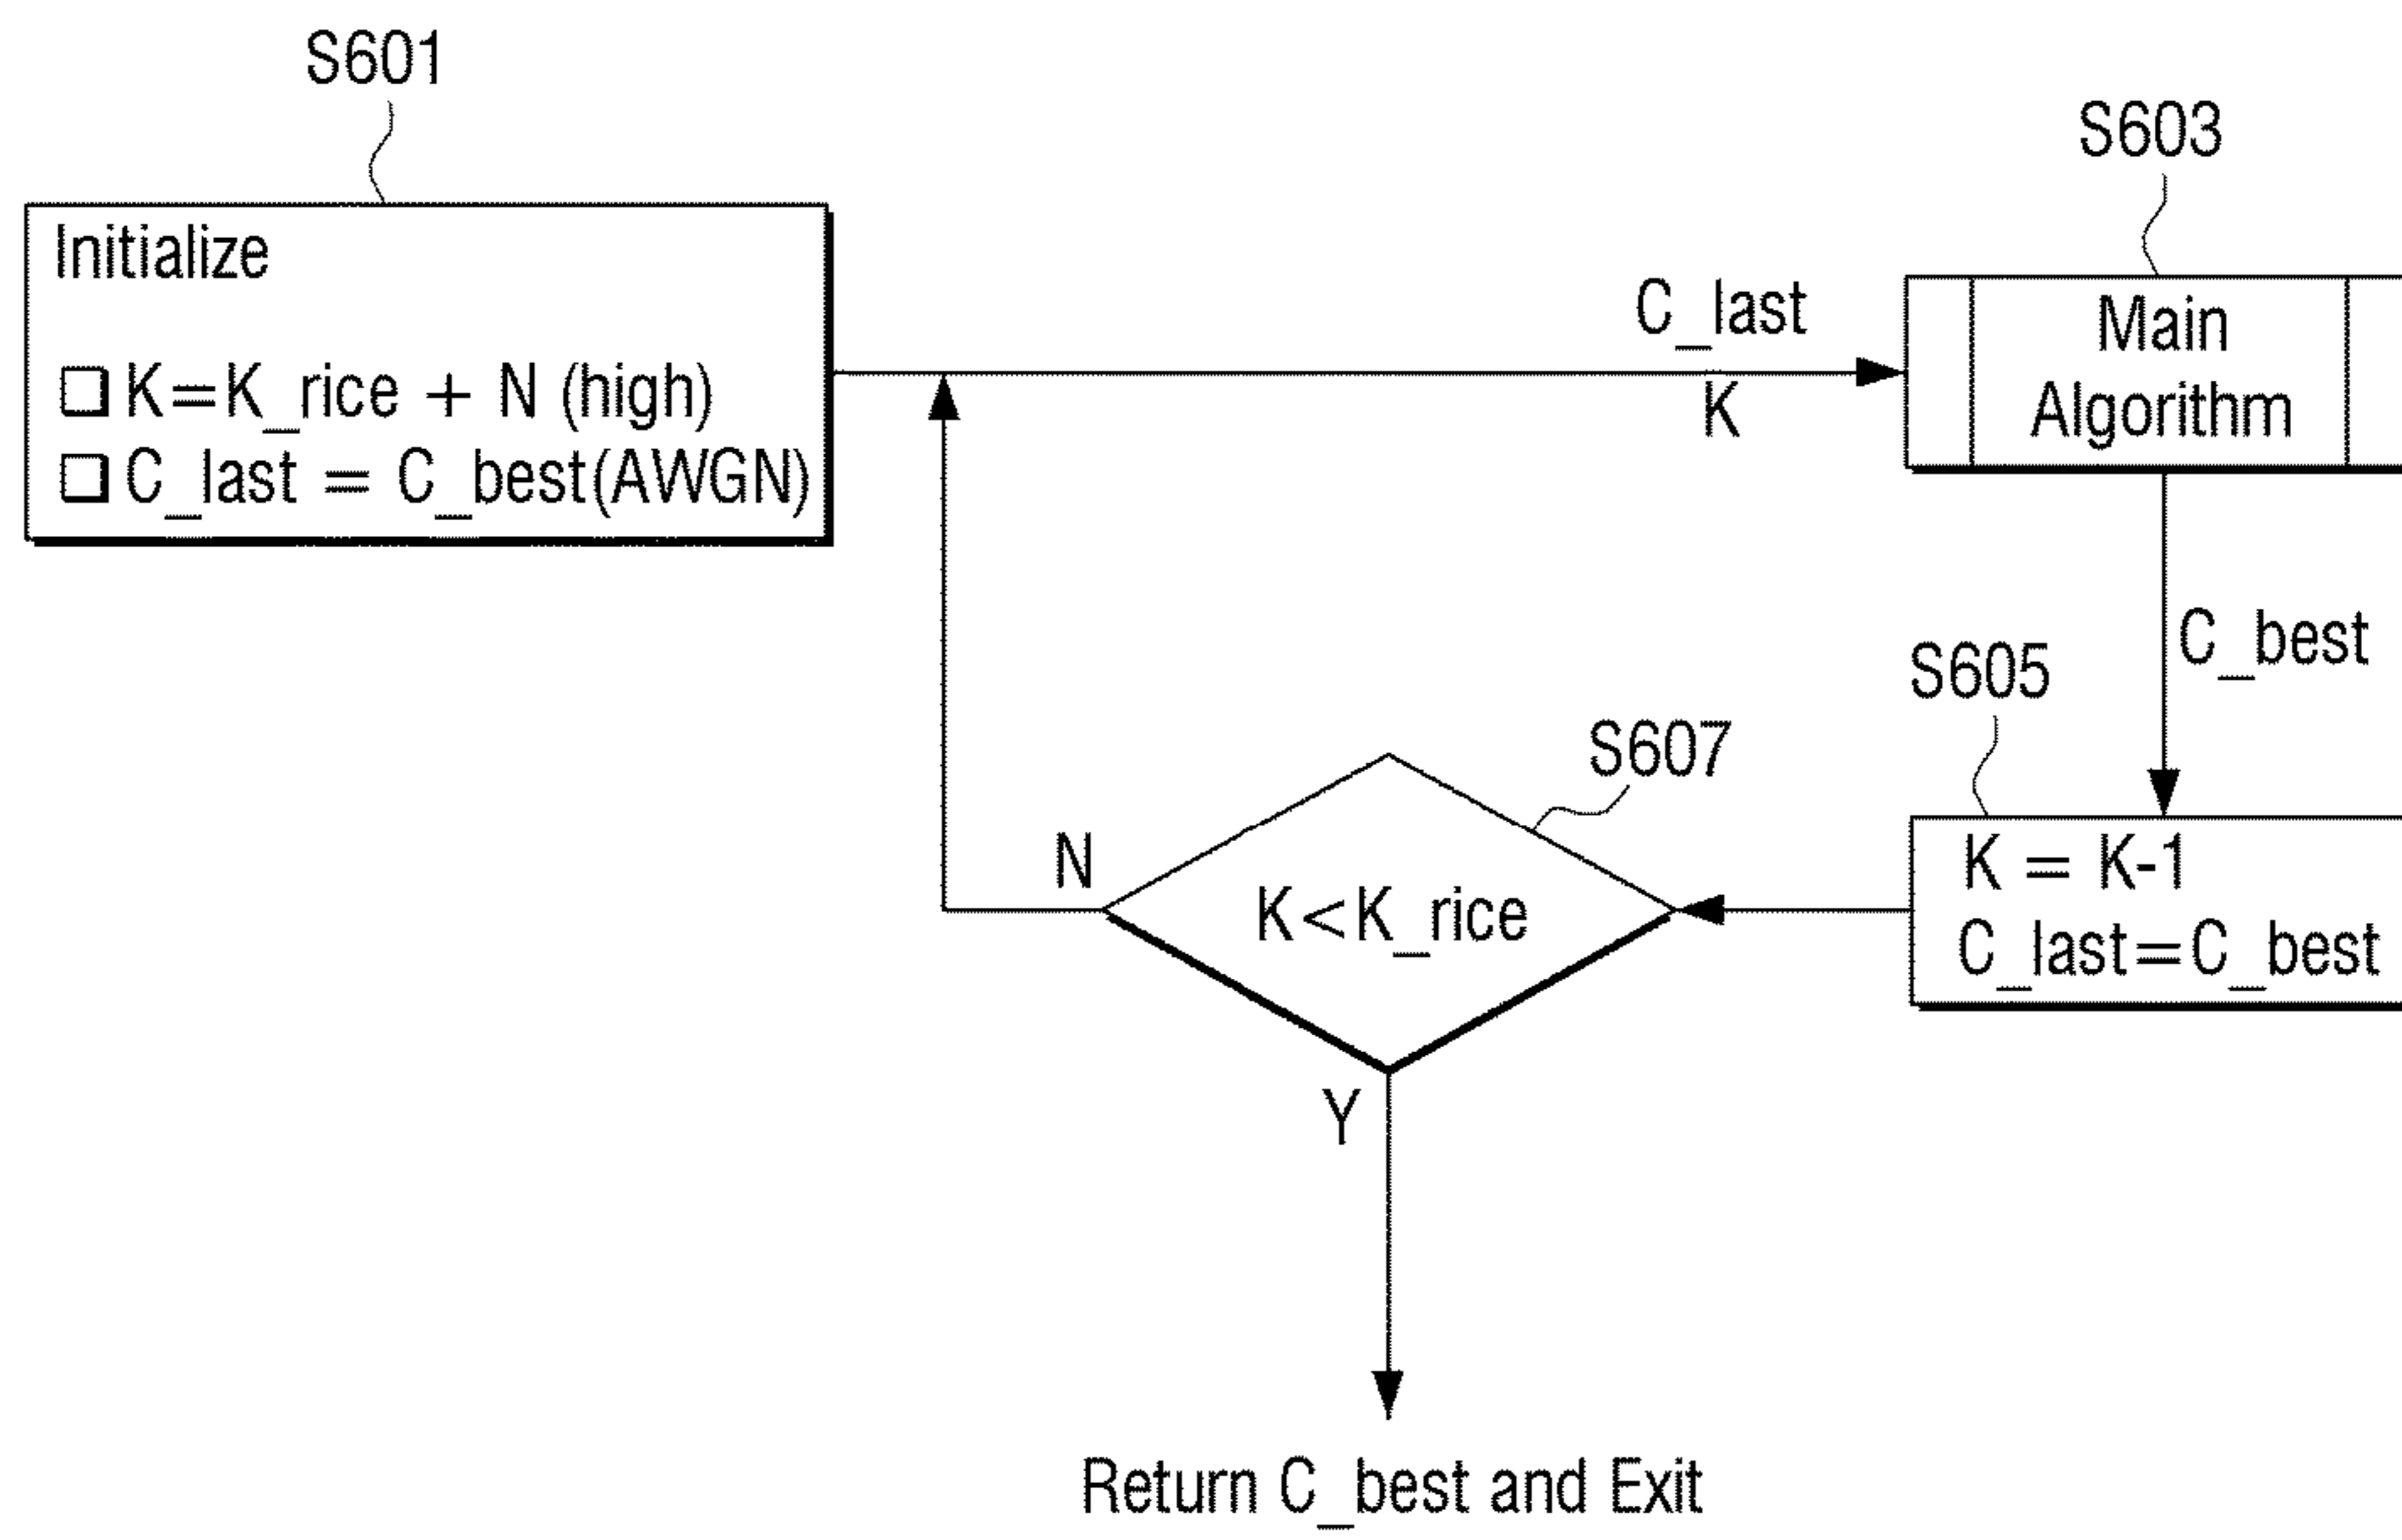 S601
S603
Initialize
□ K=K_rice + N (high)
□ C_last = C_best(AWGN)
C_last
K
Main
Algorithm
C_best
S605
S607
K = K-1
C_last=C_best
N
K<K_rice
Y
Return C_best and Exit